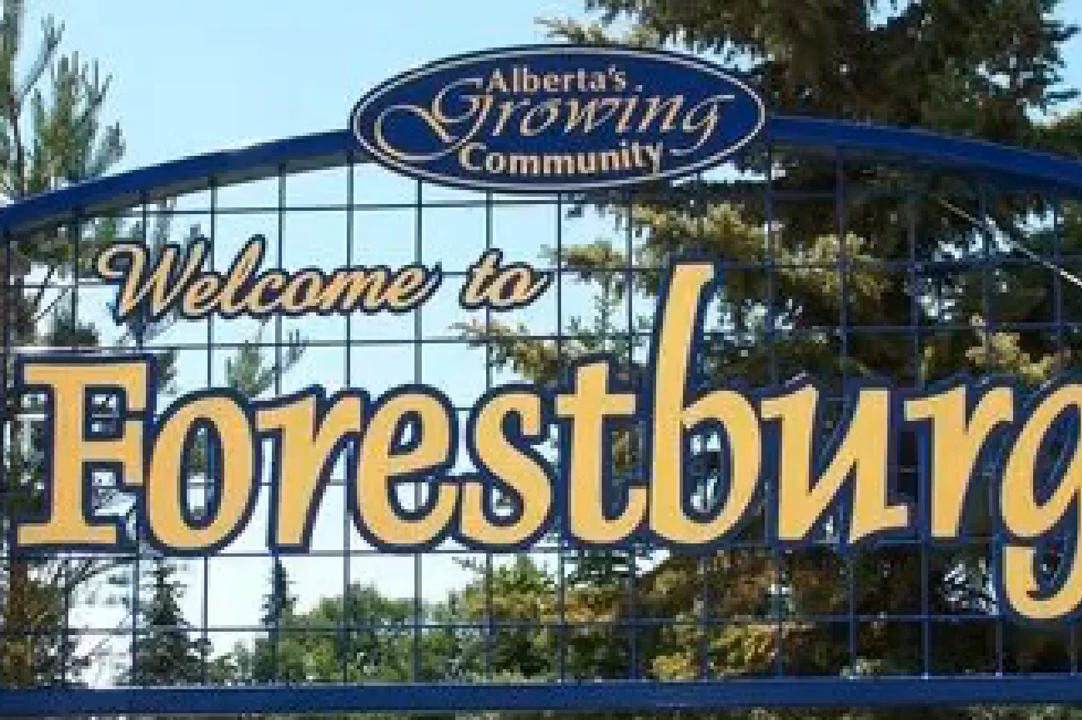 Alberta's
Growing
Community
Welcome to
Forestburg